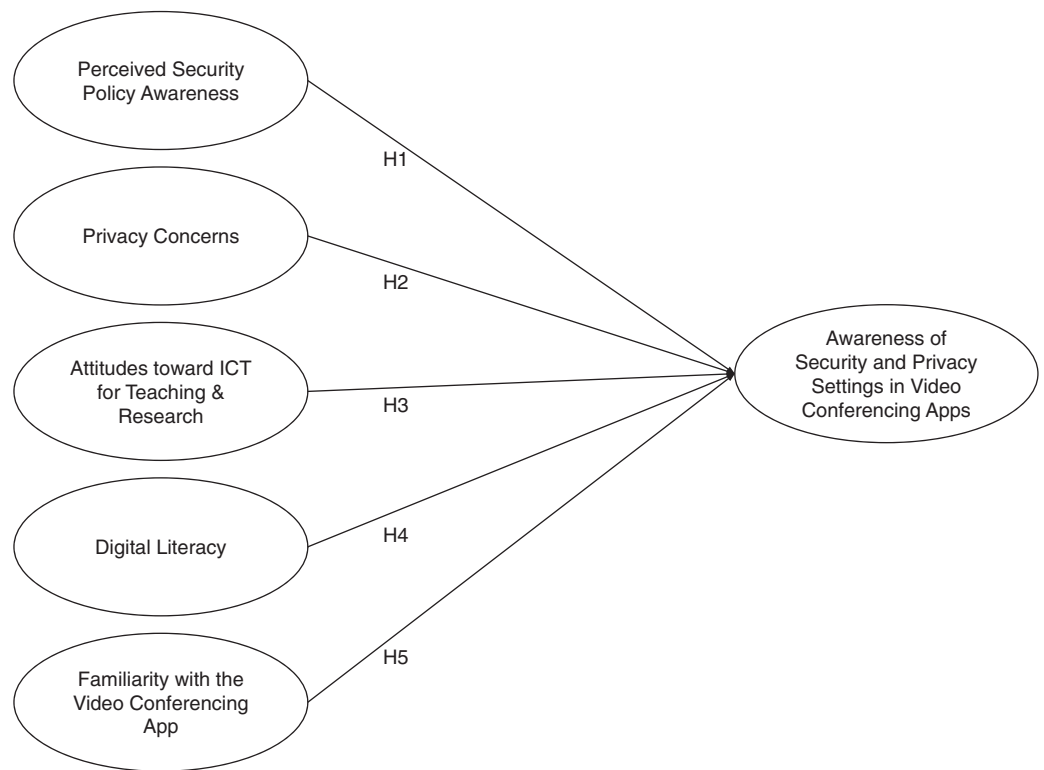 Perceived Security
Policy Awareness
H1
Privacy Concerns
H2
Attitudes toward ICT
for Teaching &
Research
H3
Digital Literacy
H4
Familiarity with the
Video Conferencing
App
H5
Awareness of
Security and Privacy
Settings in Video
Conferencing Apps